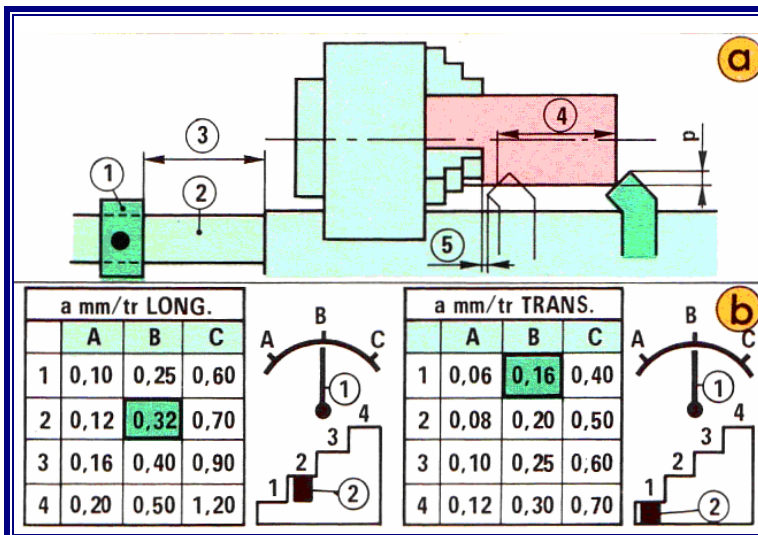 a
4
3
1
2
p
5
b
a mm/tr LONG.
A B C
1 0,10 0,25 0,60
2 0,12 0,32 0,70
3 0,16 0,40 0,90
4 0,20 0,50 1,20
A B C
1
1 2 3 4
2
a mm/tr TRANS.
A B C
1 0,06 0,16 0,40
2 0,08 0,20 0,50
3 0,10 0,25 0,60
4 0,12 0,30 0,70
A B C
1
1 2 3 4
2